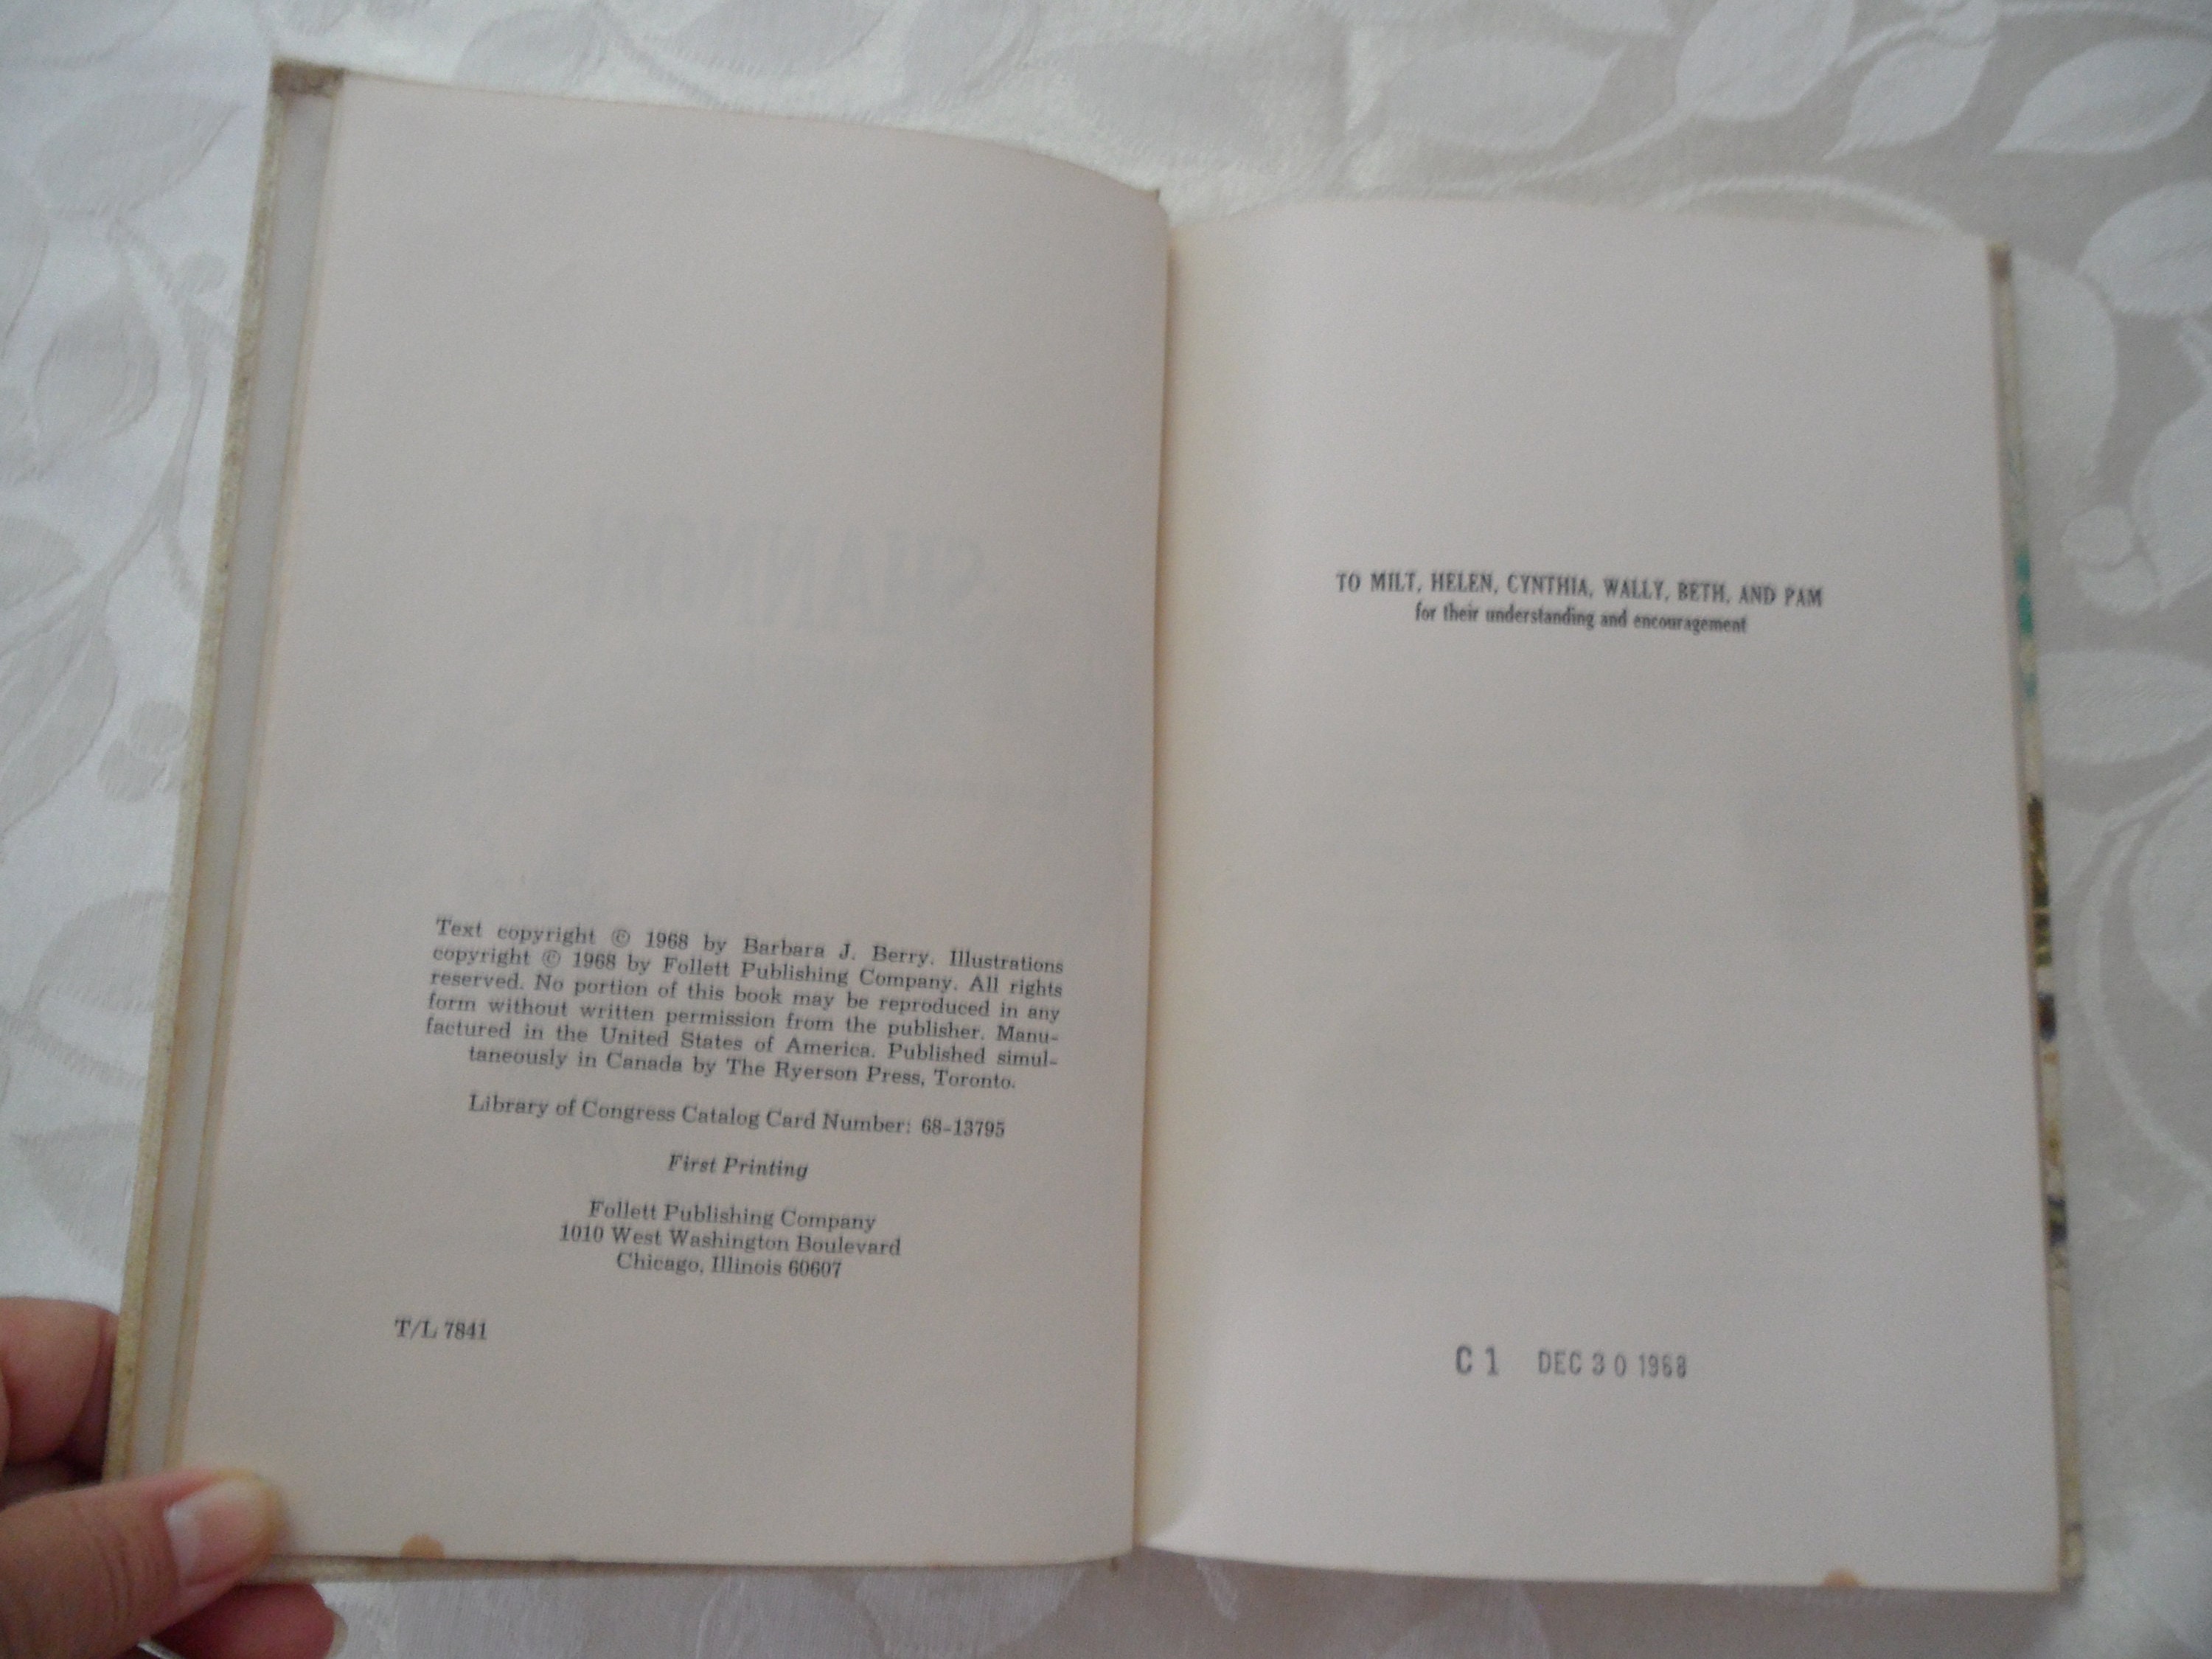 Text copyright © 1968 by Barbara J. Berry. Illustrations
copyright © 1968 by Follett Publishing Company. All rights
reserved. No portion of this book may be reproduced in any
form without written permission from the publisher. Manu-
factured in the United States of America. Published simul-
taneously in Canada by The Ryerson Press, Toronto.
Library of Congress Catalog Card Number: 68-13795
First Printing
Follett Publishing Company
1010 West Washington Boulevard
Chicago, Illinois 60607
T/L 7841
TO MILT, HELEN, CYNTHIA, WALLY, BETH, AND PAM
for their understanding and encouragement
C 1 DEC 30 1968